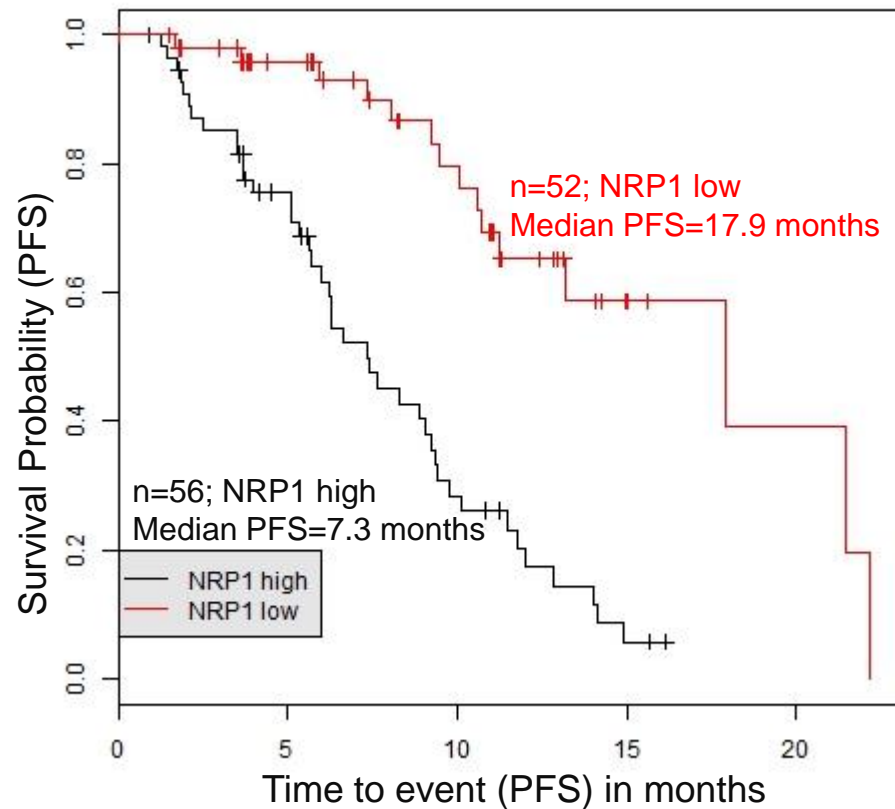 Survival Probability (PFS)
1.0
0.8
0.6
0.4
0.2
0.0
n=52; NRP1 low
Median PFS=17.9 months
n=56; NRP1 high
Median PFS=7.3 months
NRP1 high
NRP1 low
0 5 10 15 20
Time to event (PFS) in months